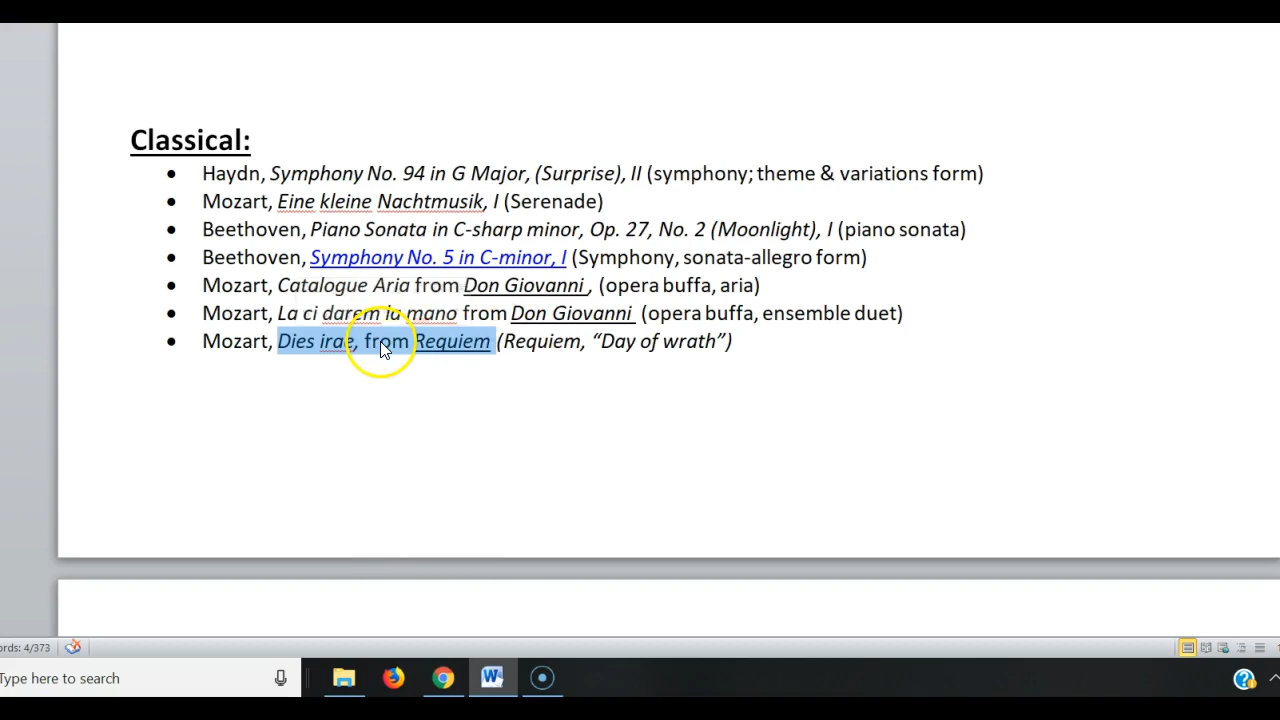 Classical:
• Haydn, Symphony No. 94 in G Major, (Surprise), II (symphony; theme & variations form)
• Mozart, Eine kleine Nachtmusik, I (Serenade)
• Beethoven, Piano Sonata in C-sharp minor, Op. 27, No. 2 (Moonlight), I (piano sonata)
• Beethoven, Symphony No. 5 in C-minor, I (Symphony, sonata-allegro form)
• Mozart, Catalogue Aria from Don Giovanni , (opera buffa, aria)
• Mozart, La ci darem la mano from Don Giovanni (opera buffa, ensemble duet)
• Mozart, Dies irae, from Requiem (Requiem, “Day of wrath”)
ords: 4/373
Type here to search